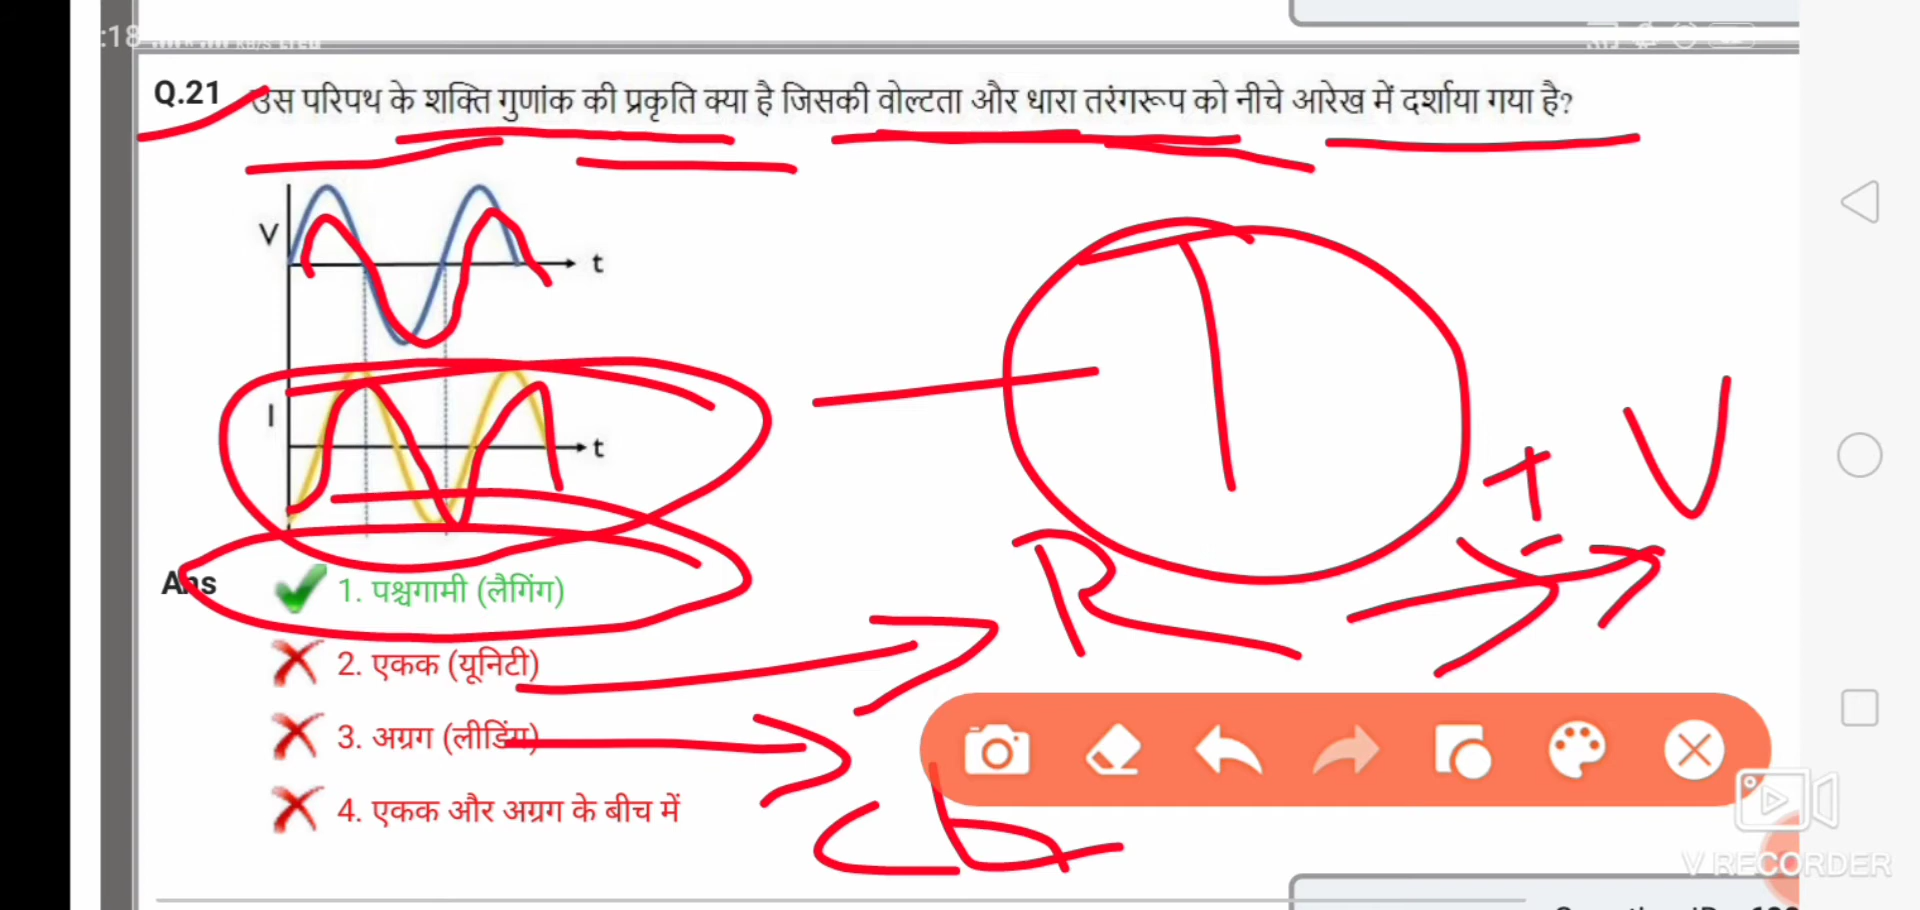 :18
Q.21 उस परिपथ के शक्ति गुणांक की प्रकृति क्या है जिसकी वोल्टता और धारा तरंगरूप को नीचे आरेख में दर्शाया गया है?
V
t
I
t
T
+ V
R
Ans 1. पश्चगामी (लैगिंग)
2. एकक (यूनिटी)
3. अग्रग (लीडिंग)
4. एकक और अग्रग के बीच में
V RECORDER